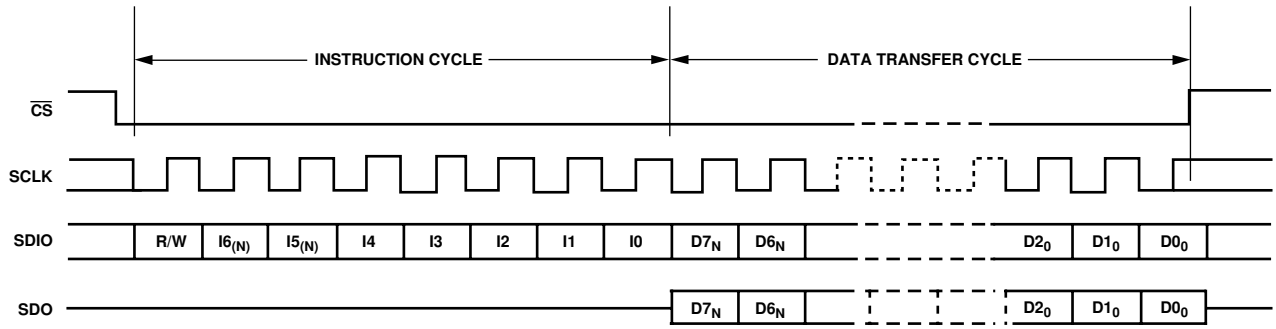 INSTRUCTION CYCLE DATA TRANSFER CYCLE
CS
SCLK
SDIO R/W I6(N) I5(N) I4 I3 I2 I1 I0 D7N D6N D20 D10 D00
SDO D7N D6N D20 D10 D00